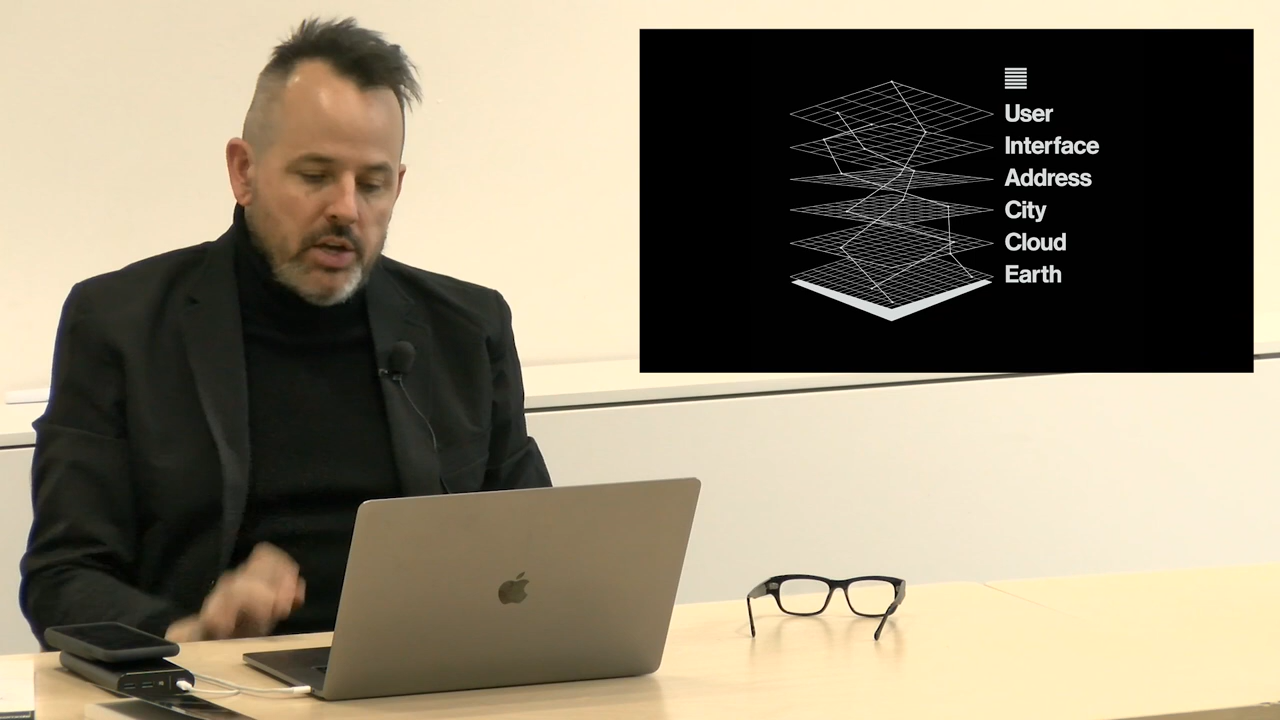 User
Interface
Address
City
Cloud
Earth